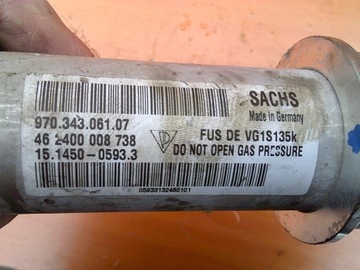 SACHS
Made in Germany
970.343.061.07
46 2400 008 738
15.1450-0593.3
FUS DE VG1S135k
DO NOT OPEN GAS PRESSURE
05933132480101